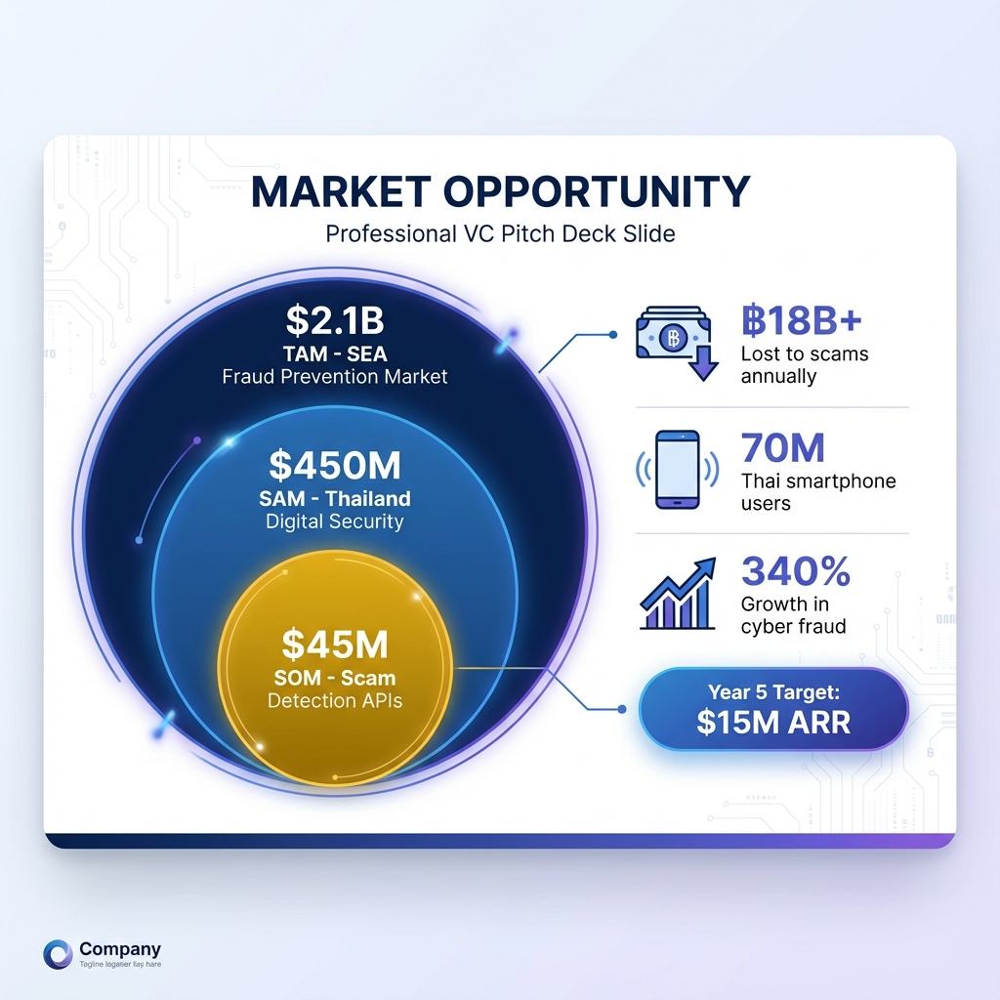 MARKET OPPORTUNITY
Professional VC Pitch Deck Slide
$2.1B
TAM - SEA
Fraud Prevention Market
$450M
SAM - Thailand
Digital Security
$45M
SOM - Scam
Detection APIs
฿18B+
Lost to scams
annually
70M
Thai smartphone
users
340%
Growth in
cyber fraud
Year 5 Target:
$15M ARR
Company
Tagline legater llay hare